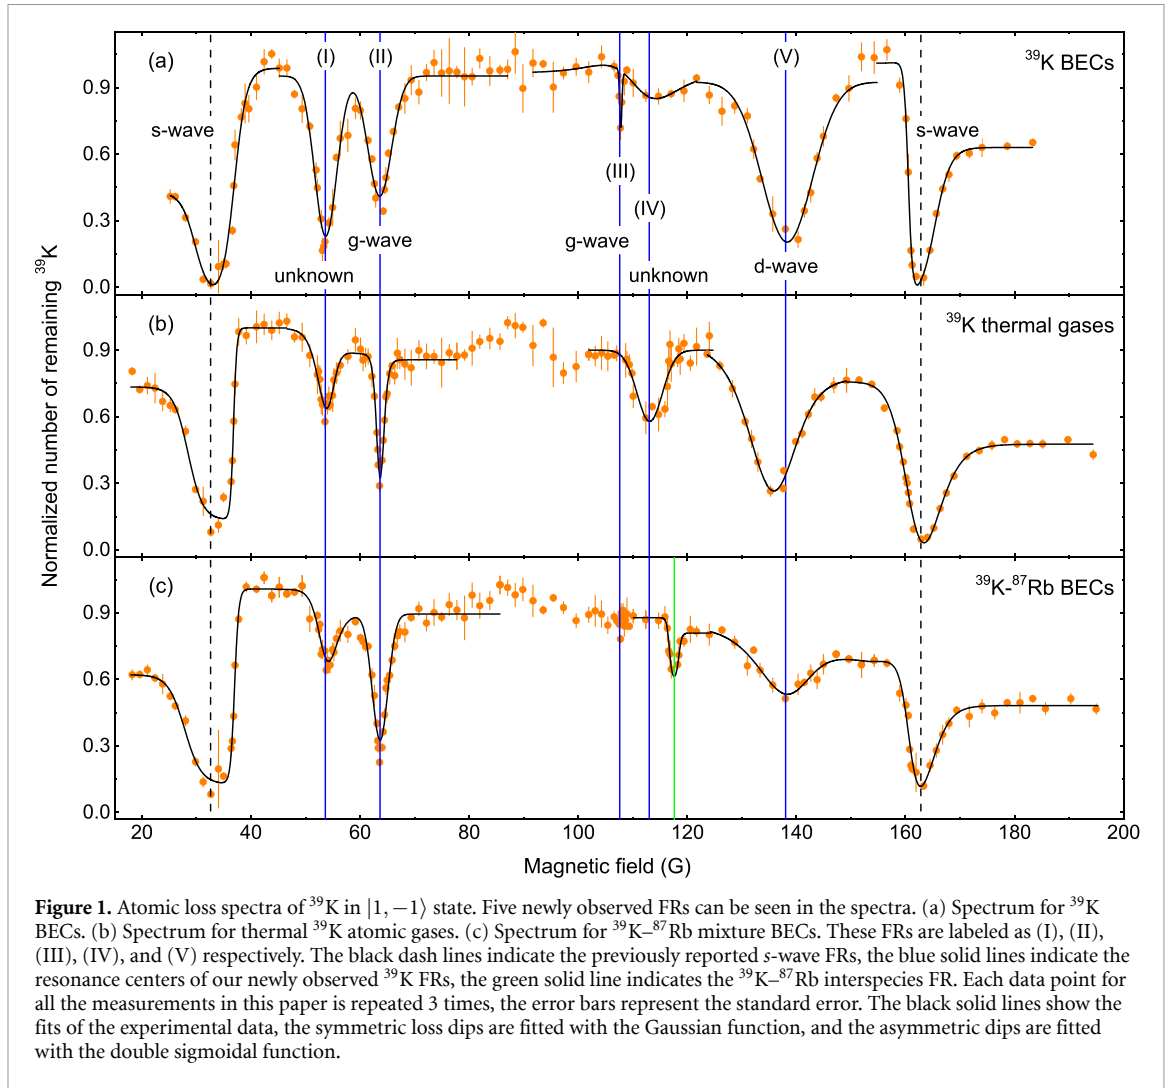 (a)
(I)
(II)
(V)
³⁹K BECs
s-wave
s-wave
(III)
(IV)
g-wave
g-wave
unknown
unknown
d-wave
0.9
0.6
0.3
0.0
(b)
³⁹K thermal gases
0.9
0.6
0.3
0.0
(c)
³⁹K-⁸⁷Rb BECs
0.9
0.6
0.3
0.0
Normalized number of remaining ³⁹K
20 40 60 80 100 120 140 160 180 200
Magnetic field (G)
Figure 1. Atomic loss spectra of ³⁹K in |1, −1⟩ state. Five newly observed FRs can be seen in the spectra. (a) Spectrum for ³⁹K
BECs. (b) Spectrum for thermal ³⁹K atomic gases. (c) Spectrum for ³⁹K–⁸⁷Rb mixture BECs. These FRs are labeled as (I), (II),
(III), (IV), and (V) respectively. The black dash lines indicate the previously reported s-wave FRs, the blue solid lines indicate the
resonance centers of our newly observed ³⁹K FRs, the green solid line indicates the ³⁹K–⁸⁷Rb interspecies FR. Each data point for
all the measurements in this paper is repeated 3 times, the error bars represent the standard error. The black solid lines show the
fits of the experimental data, the symmetric loss dips are fitted with the Gaussian function, and the asymmetric dips are fitted
with the double sigmoidal function.